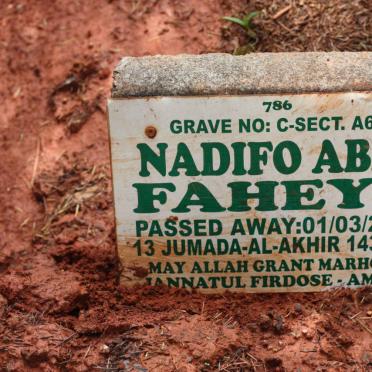 786
GRAVE NO: C-SECT. A6
NADIFO AB
FAHEY
PASSED AWAY:01/03/2
13 JUMADA-AL-AKHIR 143
MAY ALLAH GRANT MARHO
JANNATUL FIRDOSE - AM